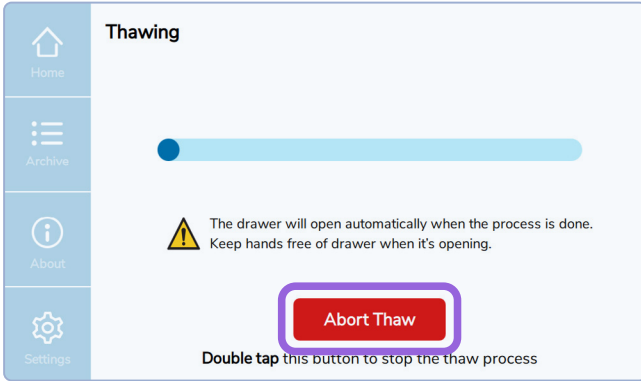 Thawing
Home
Archive
About
Settings
The drawer will open automatically when the process is done.
Keep hands free of drawer when it's opening.
Abort Thaw
Double tap this button to stop the thaw process